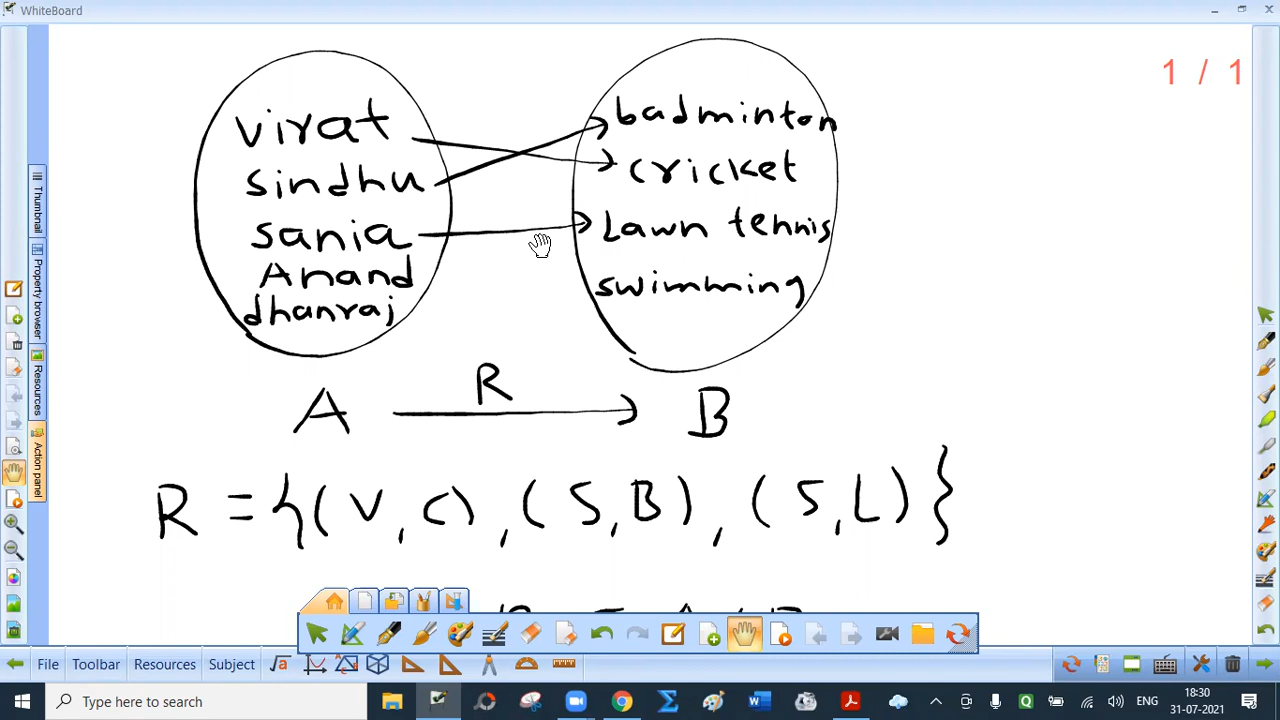 WhiteBoard
1 / 1
virat
sindhu
sania
Anand
dhanraj
badminton
cricket
Lawn tennis
swimming
A R B
R = {(V, C), (S, B), (S, L)}
Thumbnail
Property browser
Resources
Action panel
File Toolbar Resources Subject
Type here to search
ENG
18:30
31-07-2021